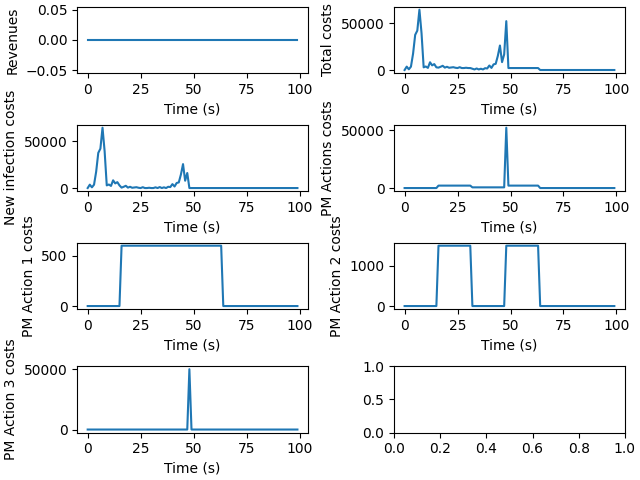 Revenues
0.05
0.00
−0.05
0 25 50 75 100
Time (s)
Total costs
50000
0
0 25 50 75 100
Time (s)
New infection costs
50000
0
0 25 50 75 100
Time (s)
PM Actions costs
50000
0
0 25 50 75 100
Time (s)
PM Action 1 costs
500
0
0 25 50 75 100
Time (s)
PM Action 2 costs
1000
0
0 25 50 75 100
Time (s)
PM Action 3 costs
50000
0
0 25 50 75 100
Time (s)
1.0
0.5
0.0
0.0 0.2 0.4 0.6 0.8 1.0